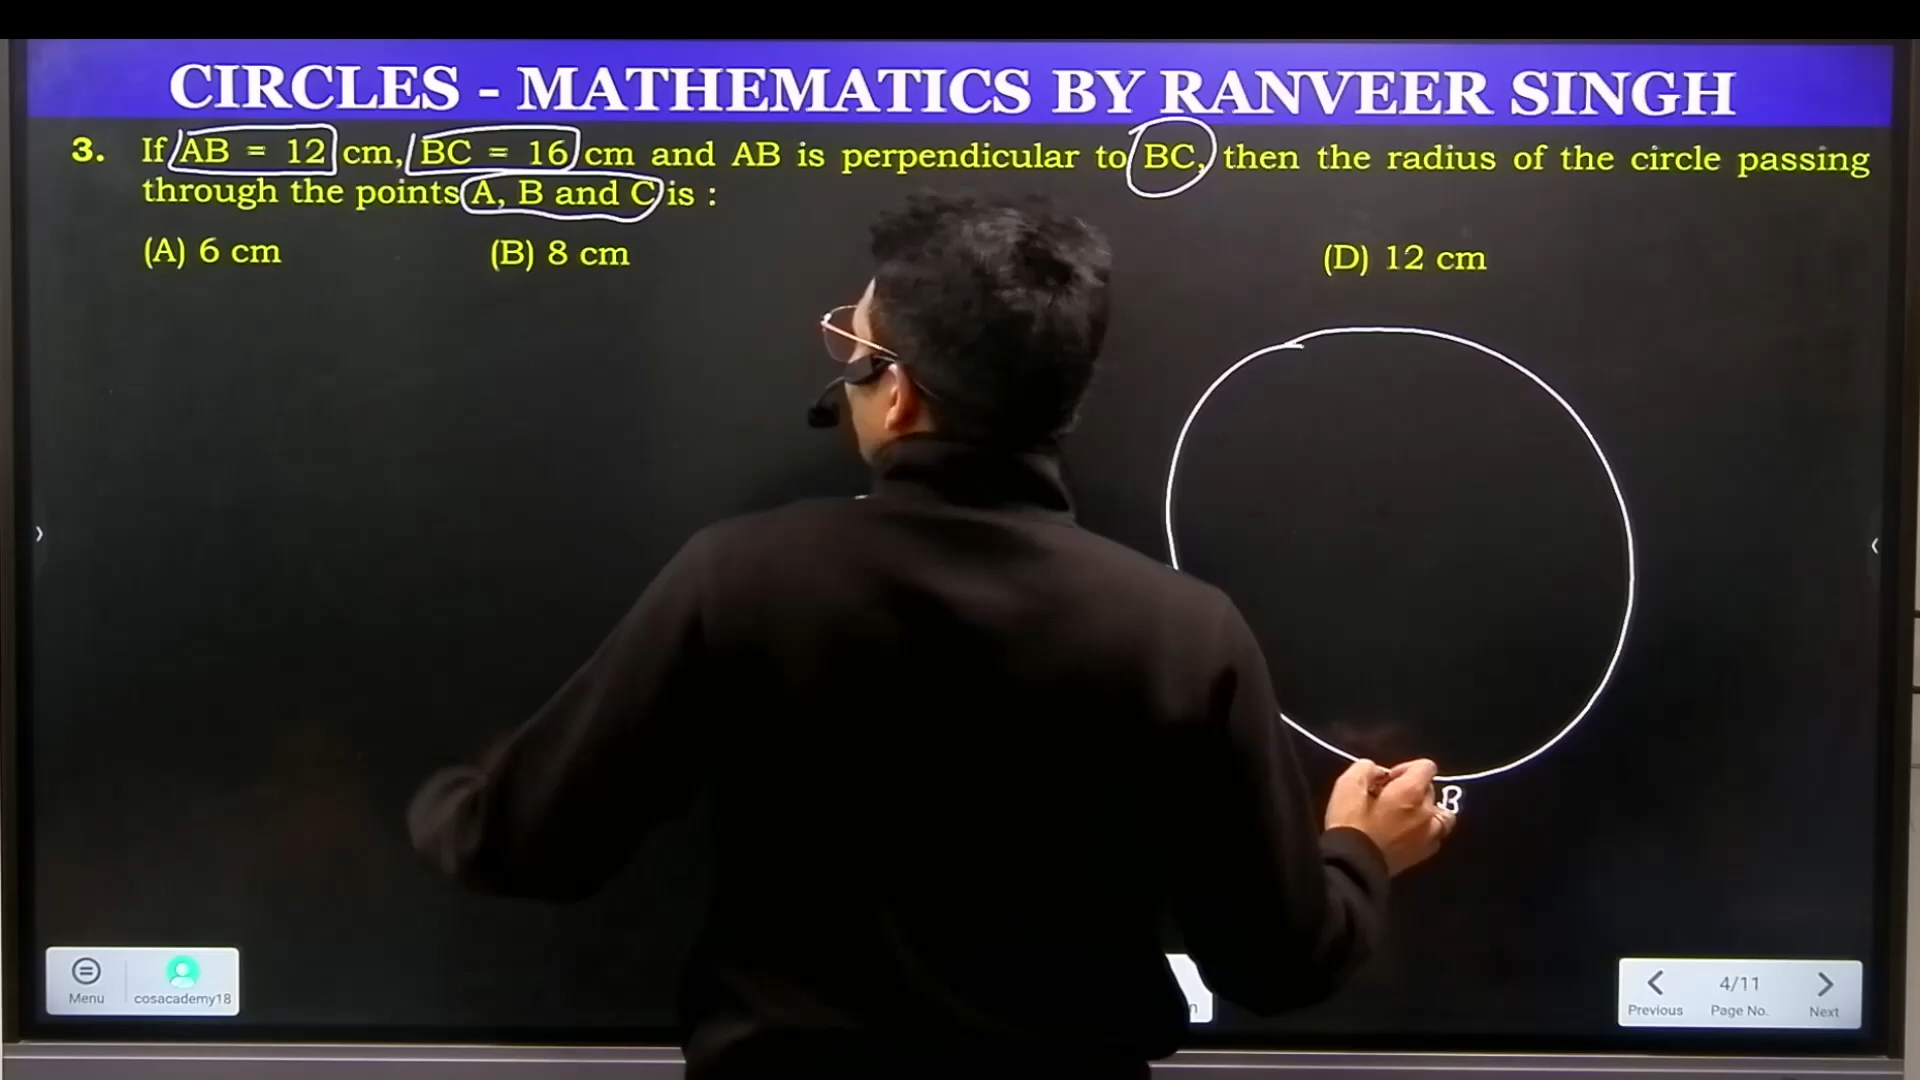 CIRCLES - MATHEMATICS BY RANVEER SINGH
3. If AB = 12 cm, BC = 16 cm and AB is perpendicular to BC, then the radius of the circle passing
through the points A, B and C is :
(A) 6 cm (B) 8 cm (D) 12 cm
B
Menu cosacademy18
n
4/11
Previous Page No. Next